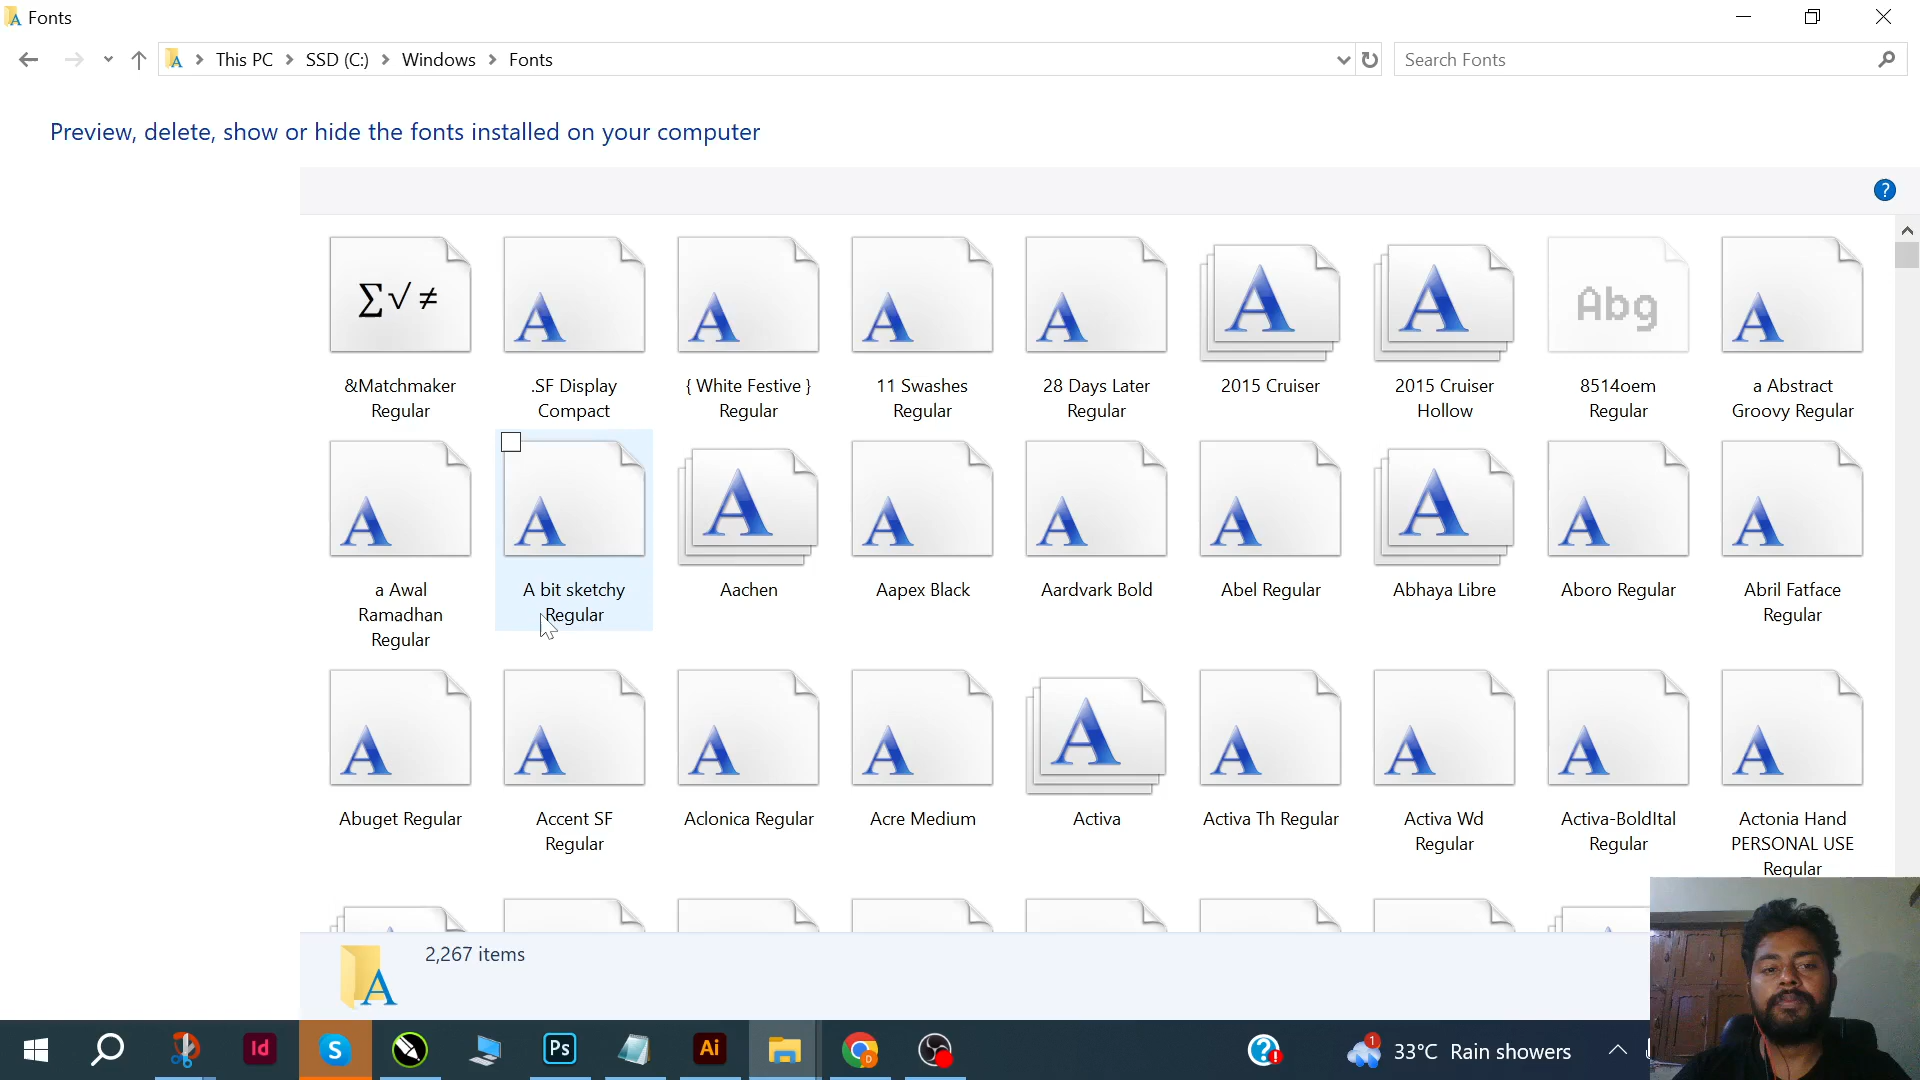 Fonts
This PC > SSD (C:) > Windows > Fonts
Search Fonts
Preview, delete, show or hide the fonts installed on your computer
?
∑√ ≠
A
A
A
A
A
A
Abg
A
&Matchmaker Regular
.SF Display Compact
{ White Festive } Regular
11 Swashes Regular
28 Days Later Regular
2015 Cruiser
2015 Cruiser Hollow
8514oem Regular
a Abstract Groovy Regular
A
A
A
A
A
A
A
A
A
a Awal Ramadhan Regular
A bit sketchy Regular
Aachen
Aapex Black
Aardvark Bold
Abel Regular
Abhaya Libre
Aboro Regular
Abril Fatface Regular
A
A
A
A
A
A
A
A
A
Abuget Regular
Accent SF Regular
Aclonica Regular
Acre Medium
Activa
Activa Th Regular
Activa Wd Regular
Activa-BoldItal Regular
Actonia Hand PERSONAL USE Regular
A
2,267 items
Id
S
Ps
Ai
D
?
!
1
33°C Rain showers